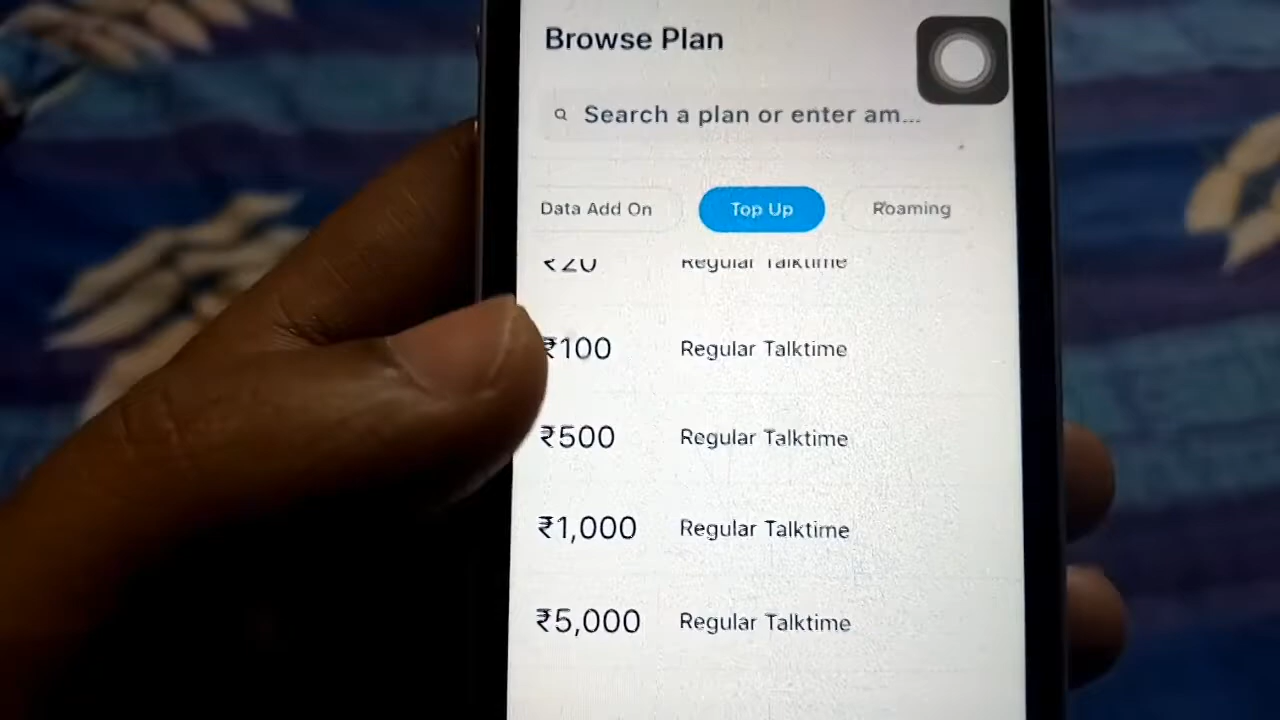 Browse Plan
Search a plan or enter am...
Data Add On Top Up Roaming
₹20 Regular Talktime
₹100 Regular Talktime
₹500 Regular Talktime
₹1,000 Regular Talktime
₹5,000 Regular Talktime